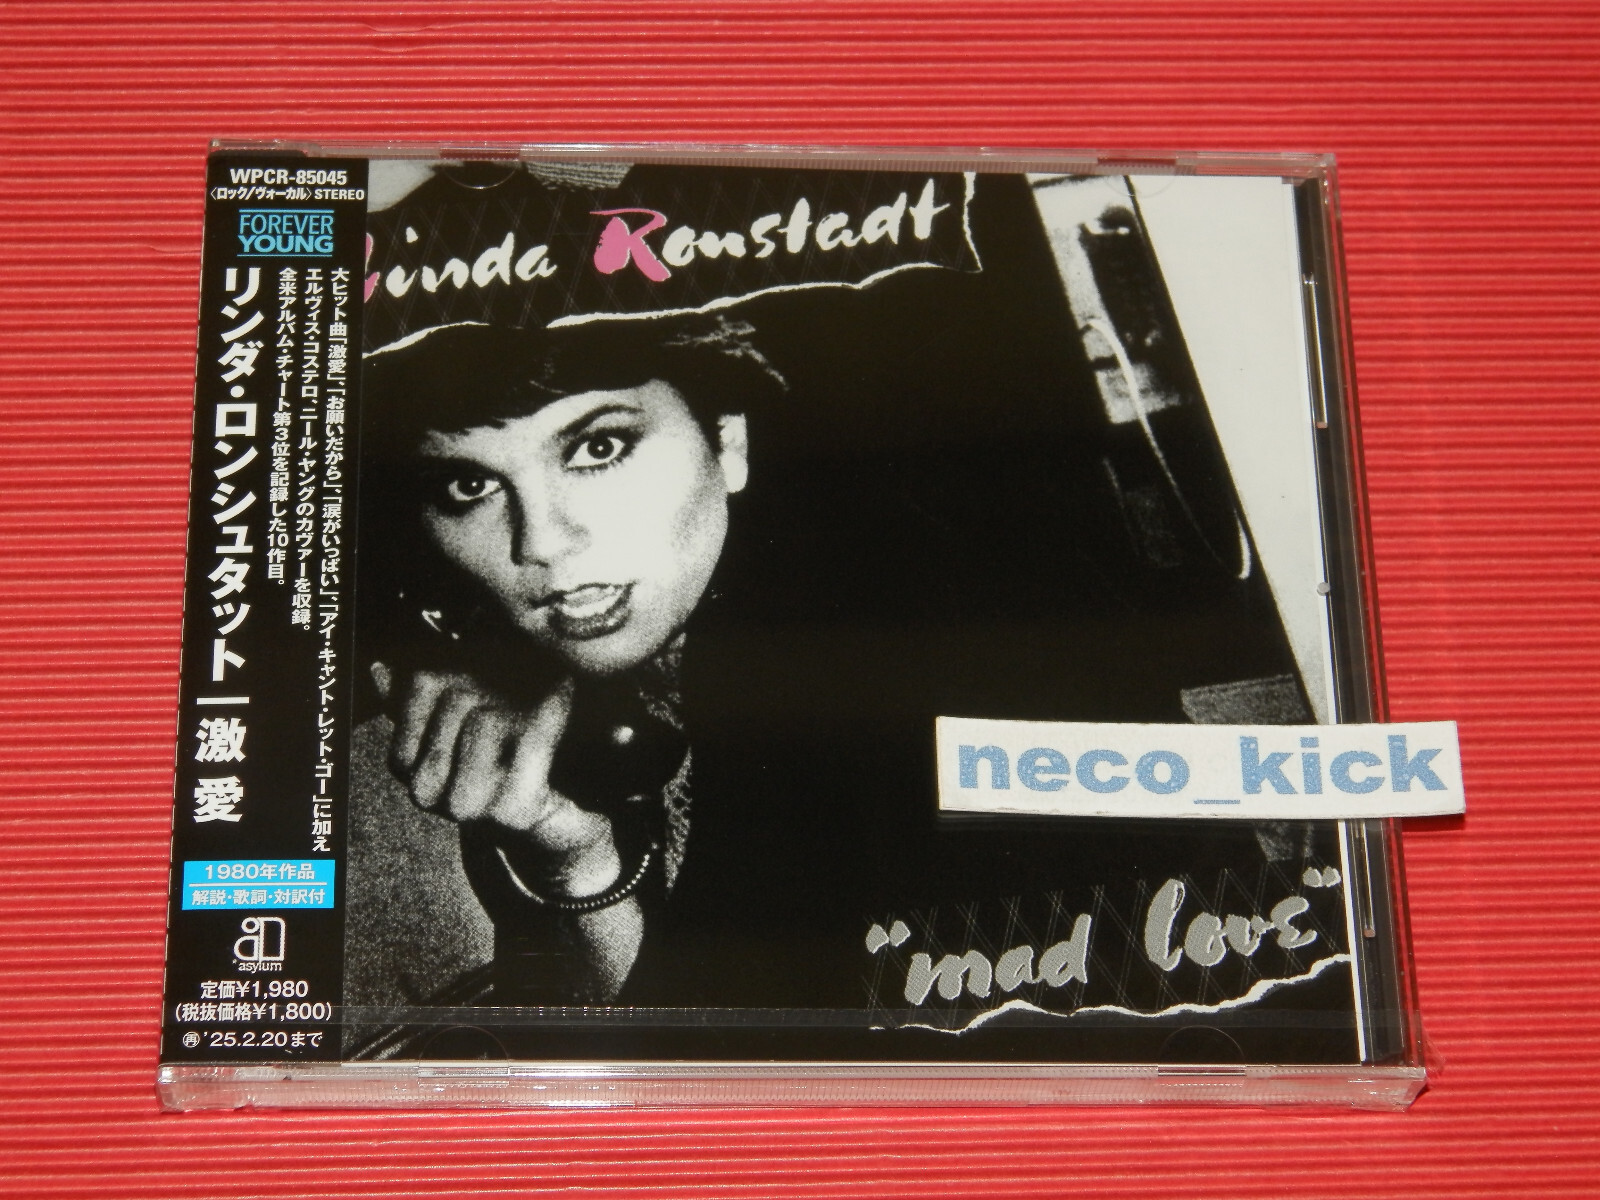 WPCR-85045
〈ロック/ヴォーカル〉STEREO
FOREVER
YOUNG
大ヒット曲「激愛」、「お願いだから」、「涙がいっぱい」、「アイ・キャント・レット・ゴー」に加え
エルヴィス・コステロ、ニール・ヤングのカヴァーを収録。
全米アルバム・チャート第3位を記録した10作目。
リンダ・ロンシュタット｜激愛
1980年作品
解説・歌詞・対訳付
asylum
定価¥1,980
(税抜価格¥1,800)
㊢ '25.2.20まで
Linda Ronstadt
neco_kick
"mad love"